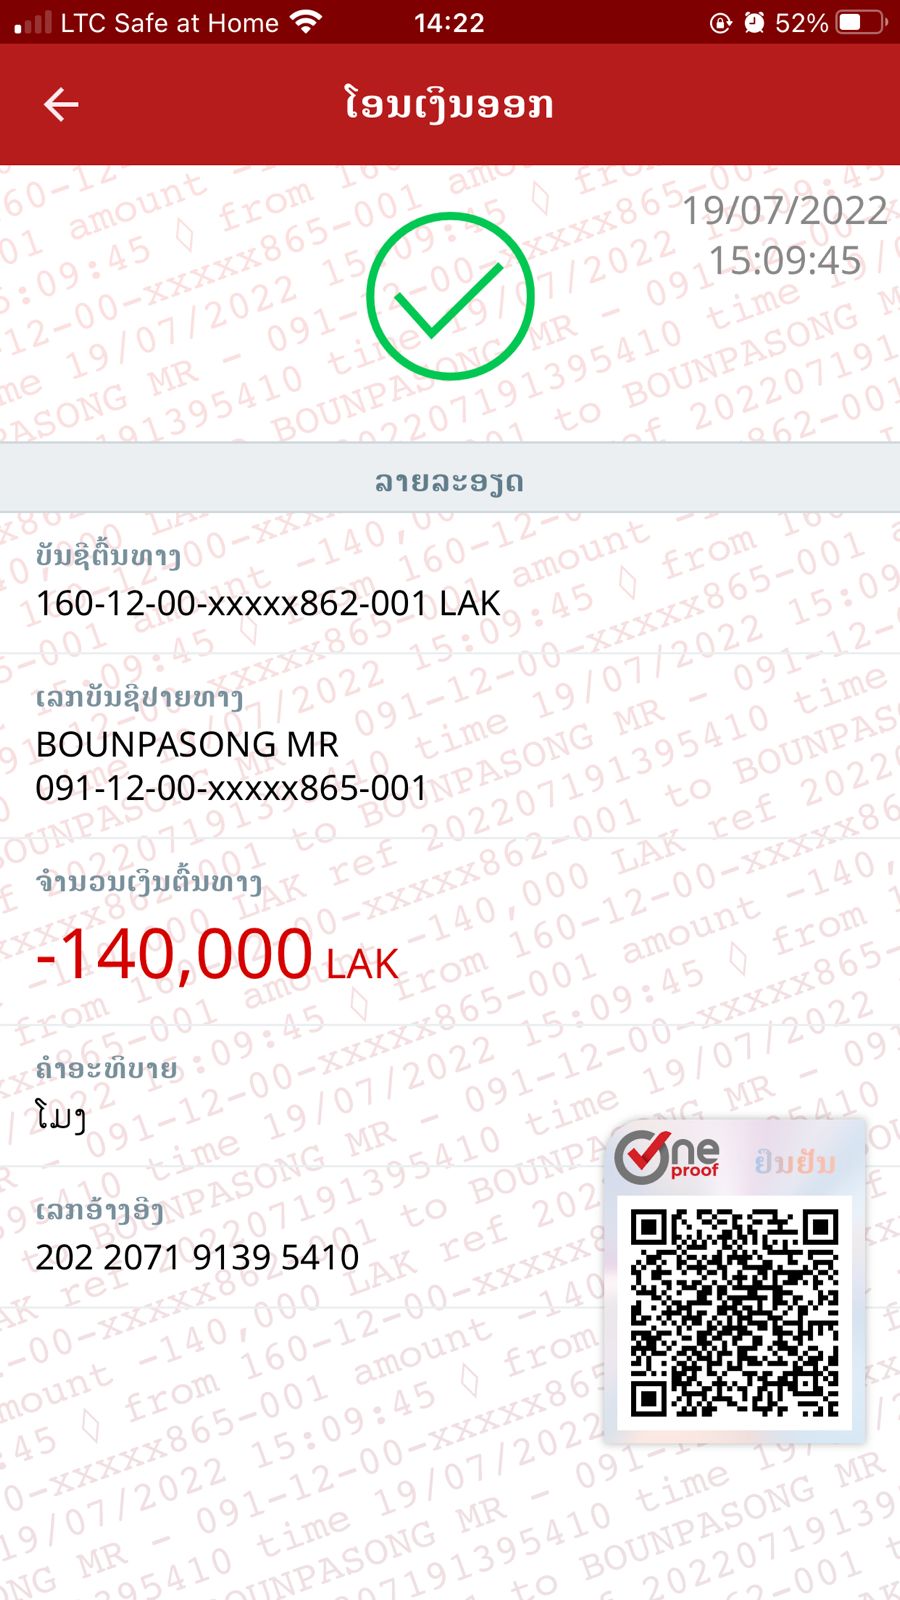 LTC Safe at Home 14:22 52%
ໂອນເງິນອອກ
19/07/2022
15:09:45
ລາຍລະອຽດ
ບັນຊີຕົ້ນທາງ
160-12-00-xxxxx862-001 LAK
ເລກບັນຊີປາຍທາງ
BOUNPASONG MR
091-12-00-xxxxx865-001
ຈຳນວນເງິນຕົ້ນທາງ
-140,000 LAK
ຄຳອະທິບາຍ
ໂມງ
One proof ຢືນຢັນ
ເລກອ້າງອີງ
202 2071 9139 5410